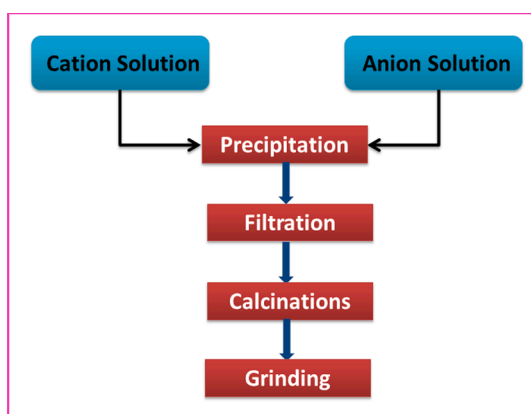 Cation Solution
Anion Solution
Precipitation
Filtration
Calcinations
Grinding